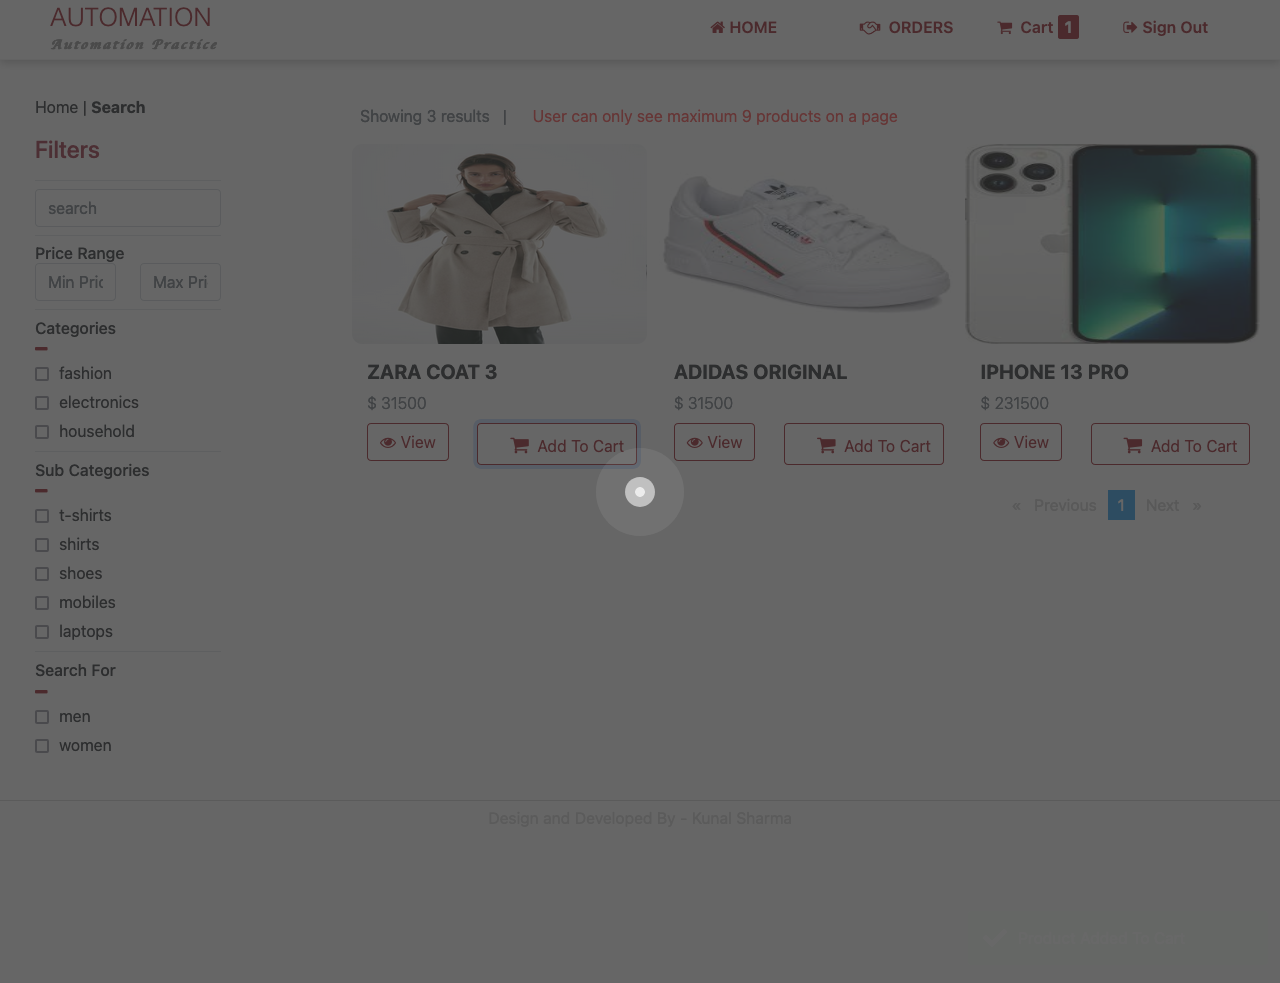 AUTOMATION
Automation Practice
HOME
ORDERS
Cart 1
Sign Out
Home | Search
Showing 3 results |
User can only see maximum 9 products on a page
Filters
search
Price Range
Min Pric
Max Pri
Categories
fashion
electronics
household
Sub Categories
t-shirts
shirts
shoes
mobiles
laptops
Search For
men
women
adidas
ZARA COAT 3
$ 31500
View
Add To Cart
ADIDAS ORIGINAL
$ 31500
View
Add To Cart
IPHONE 13 PRO
$ 231500
View
Add To Cart
« Previous 1 Next »
Design and Developed By - Kunal Sharma